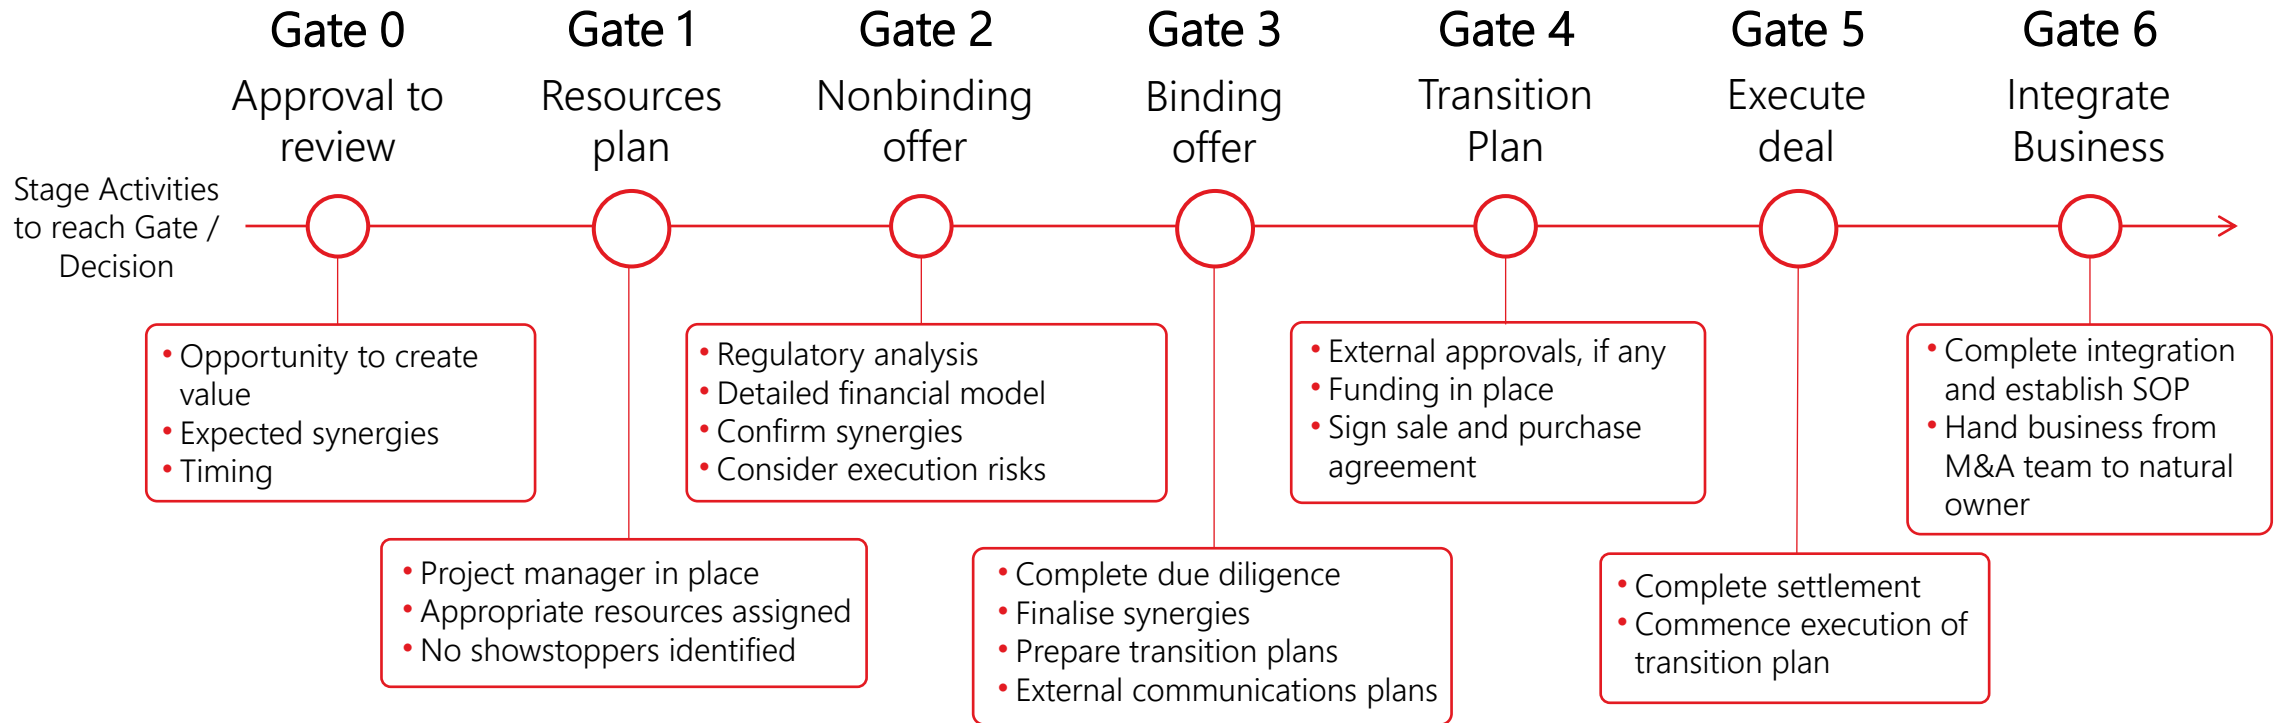 Gate 0
Gate 1
Gate 2
Gate 3
Gate 4
Gate 5
Gate 6
Approval to
review
Resources
plan
Nonbinding
offer
Binding
offer
Transition
Plan
Execute
deal
Integrate
Business
Stage Activities
to reach Gate /
Decision
• Opportunity to create
value
• Expected synergies
• Timing
• Project manager in place
• Appropriate resources assigned
• No showstoppers identified
• Regulatory analysis
• Detailed financial model
• Confirm synergies
• Consider execution risks
• Complete due diligence
• Finalise synergies
• Prepare transition plans
• External communications plans
• External approvals, if any
• Funding in place
• Sign sale and purchase
agreement
• Complete settlement
• Commence execution of
transition plan
• Complete integration
and establish SOP
• Hand business from
M&A team to natural
owner